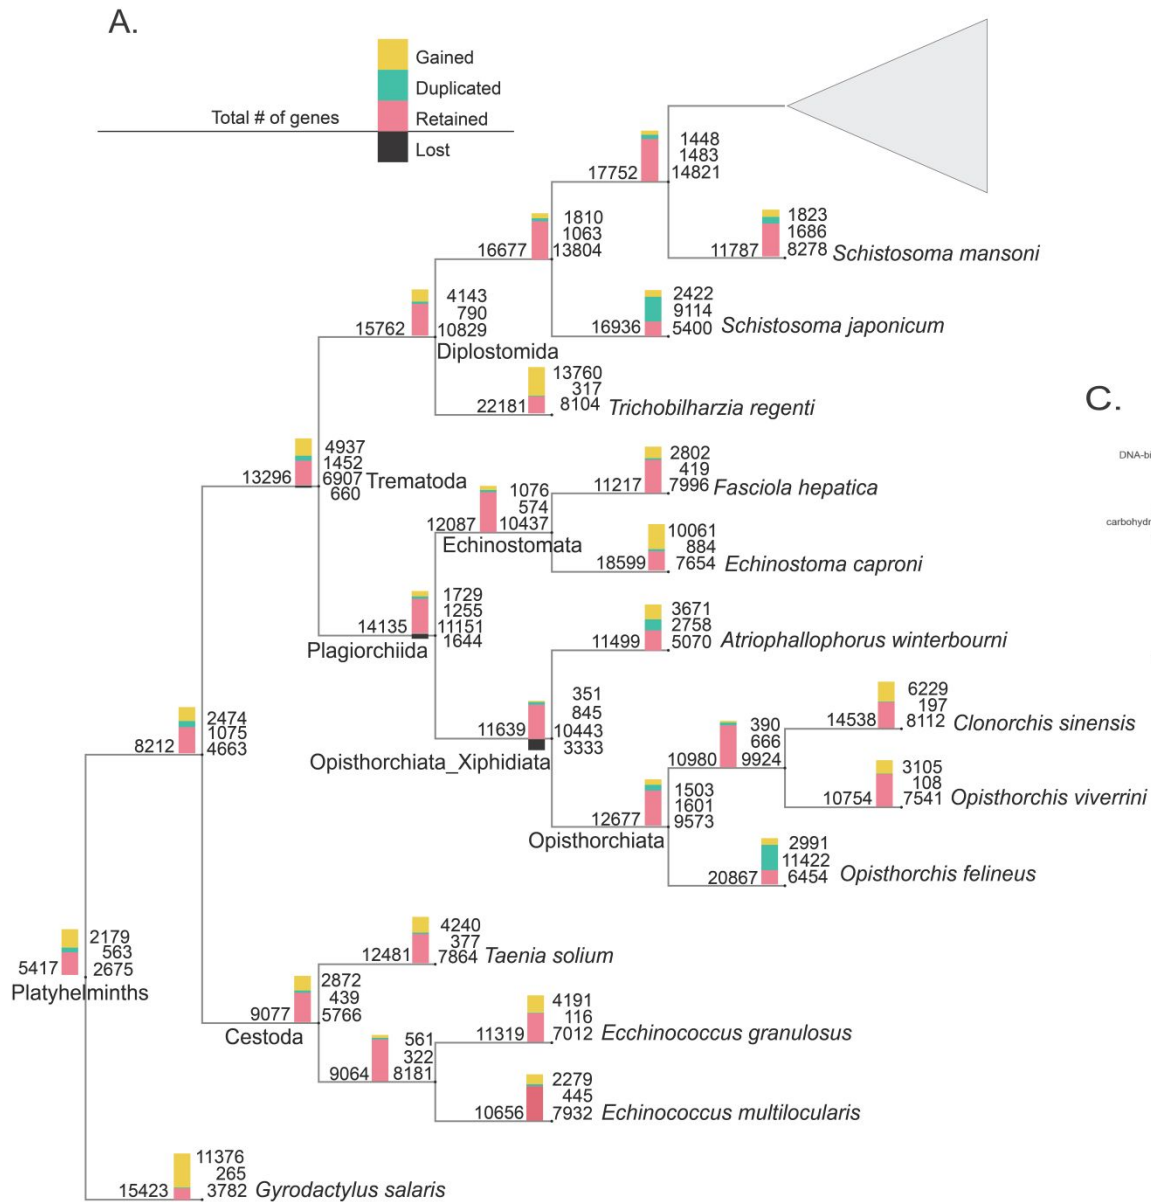 A.
Gained
Duplicated
Total # of genes
Retained
Lost
1448
1483
17752 14821
1823
1686
11787 8278 Schistosoma mansoni
1810
1063
16677 13804
2422
9114
16936 5400 Schistosoma japonicum
4143
790
15762 10829
Diplostomida
13760
317
22181 8104 Trichobilharzia regenti
C.
DNA-bi
carbohydr
4937
1452
13296 6907 Trematoda
660
2802
419
11217 7996 Fasciola hepatica
1076
574
12087 10437
Echinostomata
10061
884
18599 7654 Echinostoma caproni
1729
1255
14135 11151
Plagiorchiida 1644
3671
2758
11499 5070 Atriophallophorus winterbourni
351
845
11639 10443
Opisthorchiata_Xiphidiata 3333
6229
197
14538 8112 Clonorchis sinensis
390
666
10980 9924
3105
108
10754 7541 Opisthorchis viverrini
1503
1601
12677 9573
Opisthorchiata
2991
11422
20867 6454 Opisthorchis felineus
2474
1075
8212 4663
4240
377
12481 7864 Taenia solium
2179
563
5417 2675
Platyhelminths
2872
439
9077 5766
Cestoda
4191
116
11319 7012 Ecchinococcus granulosus
561
322
9064 8181
2279
445
10656 7932 Echinococcus multilocularis
11376
265
15423 3782 Gyrodactylus salaris